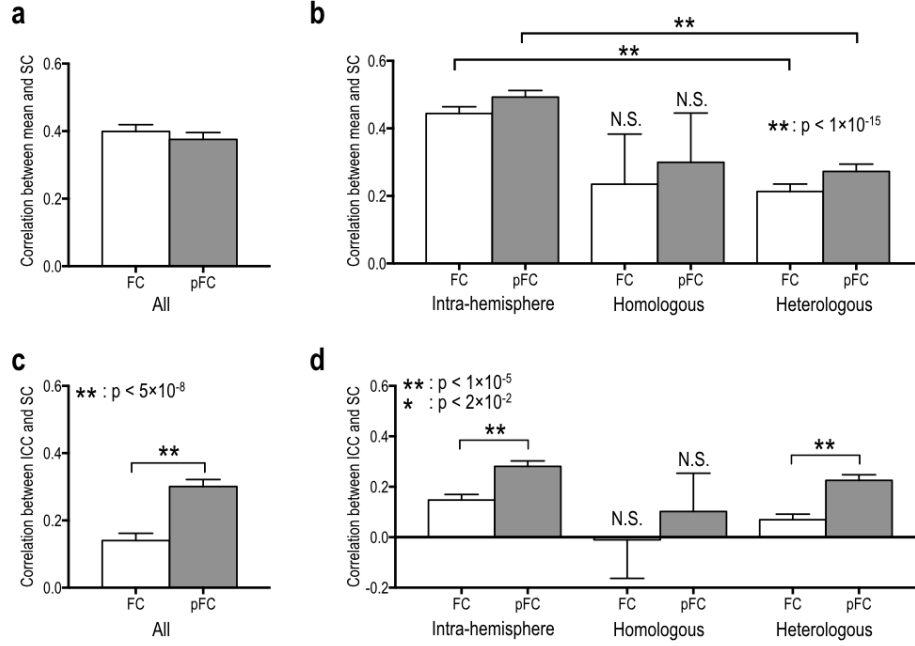 a
Correlation between mean and SC
0.6
0.4
0.2
0.0
FC
pFC
All
b
Correlation between mean and SC
0.6
0.4
0.2
0.0
**
**
N.S.
N.S.
** : p < 1×10⁻¹⁵
FC
pFC
FC
pFC
FC
pFC
Intra-hemisphere
Homologous
Heterologous
c
Correlation between ICC and SC
0.6
0.4
0.2
0.0
** : p < 5×10⁻⁸
**
FC
pFC
All
d
Correlation between ICC and SC
0.6
0.4
0.2
0.0
-0.2
** : p < 1×10⁻⁵
* : p < 2×10⁻²
**
N.S.
N.S.
**
FC
pFC
FC
pFC
FC
pFC
Intra-hemisphere
Homologous
Heterologous